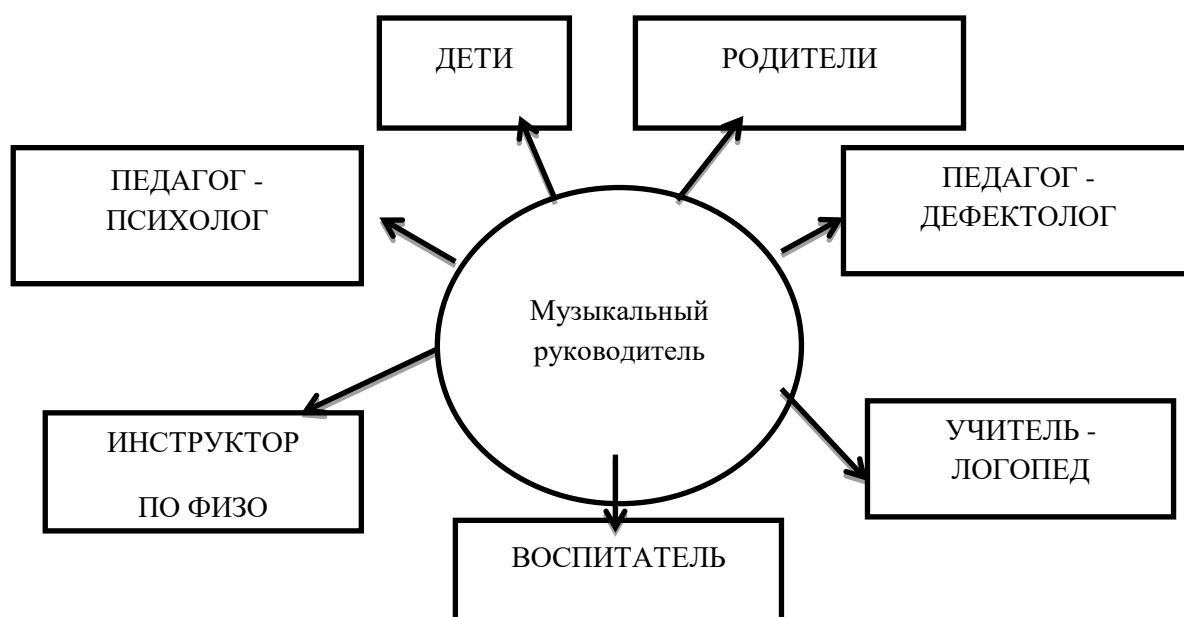 ДЕТИ
РОДИТЕЛИ
ПЕДАГОГ -
ПСИХОЛОГ
ПЕДАГОГ -
ДЕФЕКТОЛОГ
Музыкальный
руководитель
ИНСТРУКТОР
ПО ФИЗО
УЧИТЕЛЬ -
ЛОГОПЕД
ВОСПИТАТЕЛЬ